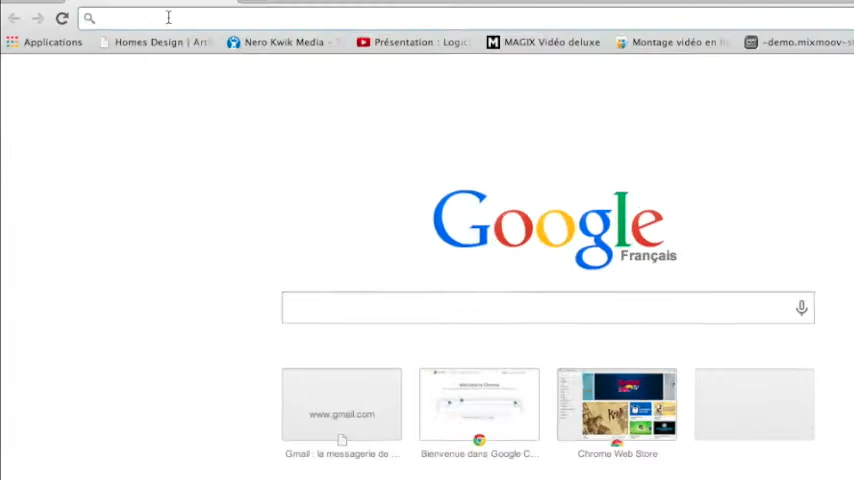 Applications Homes Design | Arti Nero Kwik Media - T Présentation : Logic MAGIX Vidéo deluxe Montage vidéo en -demo.mixmoov-
Google
Français
www.gmail.com
Gmail : la messagerie de ... Bienvenue dans Google C... Chrome Web Store